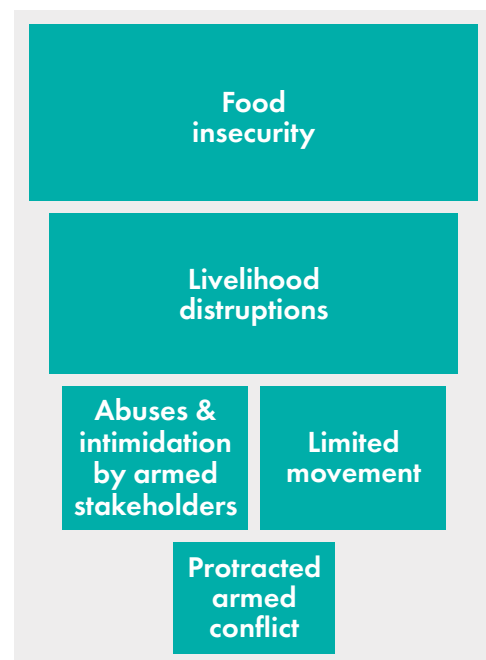 Food
insecurity
Livelihood
distruptions
Abuses &
intimidation
by armed
stakeholders
Limited
movement
Protracted
armed
conflict